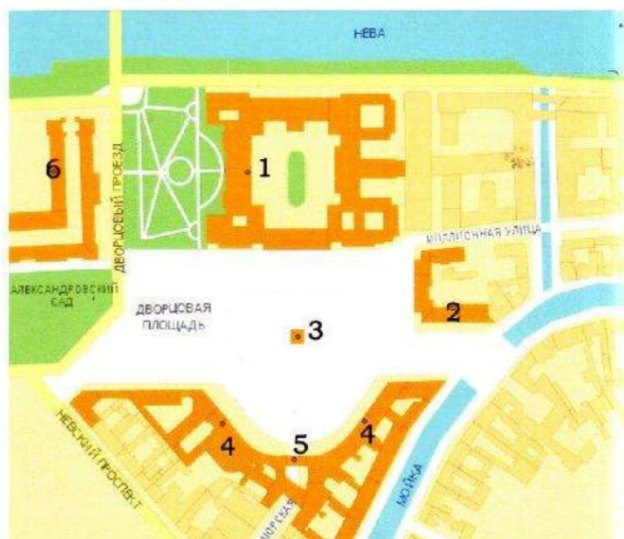 НЕВА
1
6
ДВОРЦОВЫЙ ПРОЕЗД
МИЛЛИОННАЯ УЛИЦА
АЛЕКСАНДРОВСКИЙ
САД
ДВОРЦОВАЯ
ПЛОЩАДЬ
2
3
4
4
5
НЕВСКИЙ ПРОСПЕКТ
МОЙКА
МОРСКАЯ